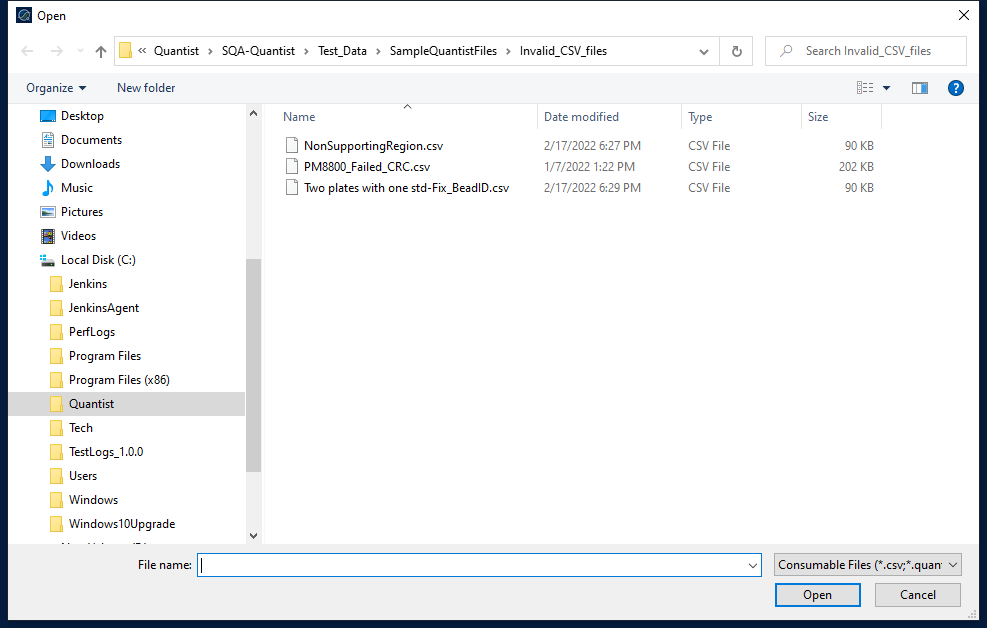 Open
« Quantist > SQA-Quantist > Test_Data > SampleQuantistFiles > Invalid_CSV_files
Search Invalid_CSV_files
Organize
New folder
?
Desktop
Documents
Downloads
Music
Pictures
Videos
Local Disk (C:)
Jenkins
JenkinsAgent
PerfLogs
Program Files
Program Files (x86)
Quantist
Tech
TestLogs_1.0.0
Users
Windows
Windows10Upgrade
Name Date modified Type Size
NonSupportingRegion.csv 2/17/2022 6:27 PM CSV File 90 KB
PM8800_Failed_CRC.csv 1/7/2022 1:22 PM CSV File 202 KB
Two plates with one std-Fix_BeadID.csv 2/17/2022 6:29 PM CSV File 90 KB
File name:
Consumable Files (*.csv;*.quan
Open
Cancel